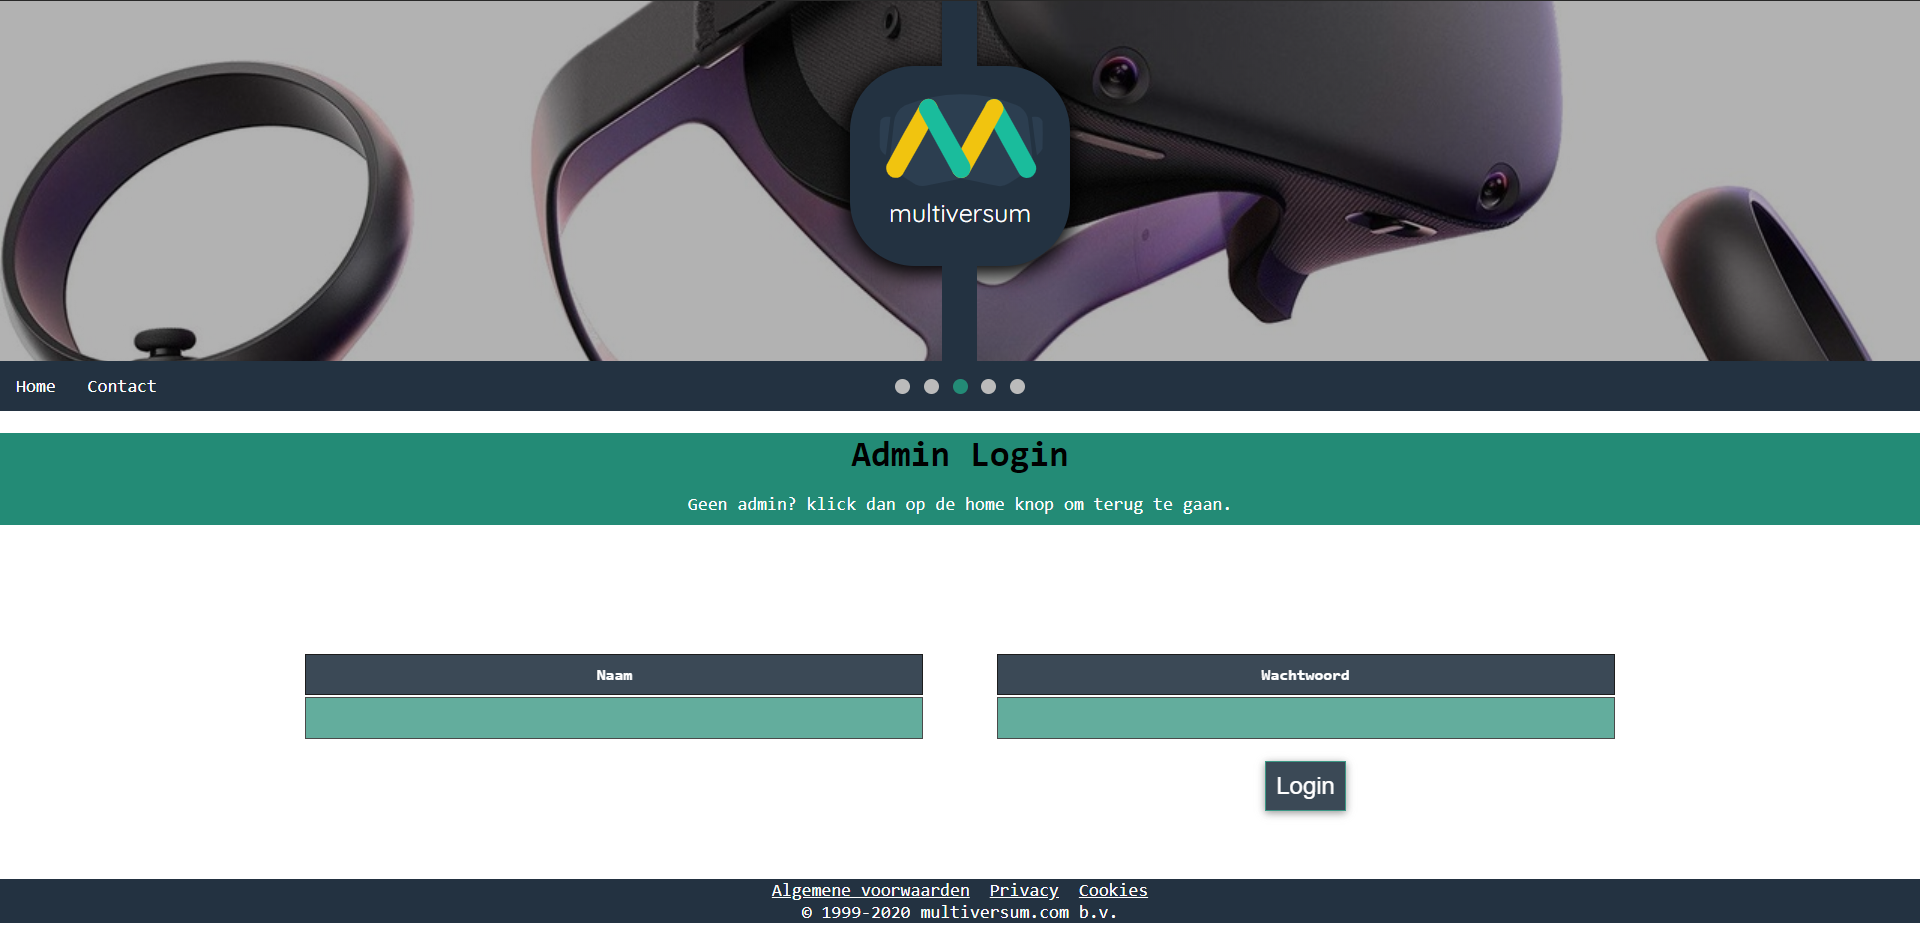 multiversum
Home Contact
Admin Login
Geen admin? klick dan op de home knop om terug te gaan.
Naam
Wachtwoord
Login
Algemene voorwaarden Privacy Cookies
© 1999-2020 multiversum.com b.v.